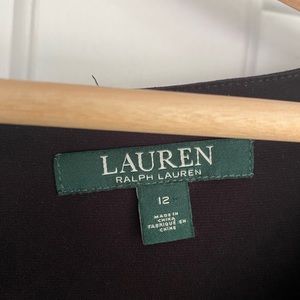 LAUREN
RALPH LAUREN
12
MADE IN
CHINA
FABRIQUÉ EN
CHINE